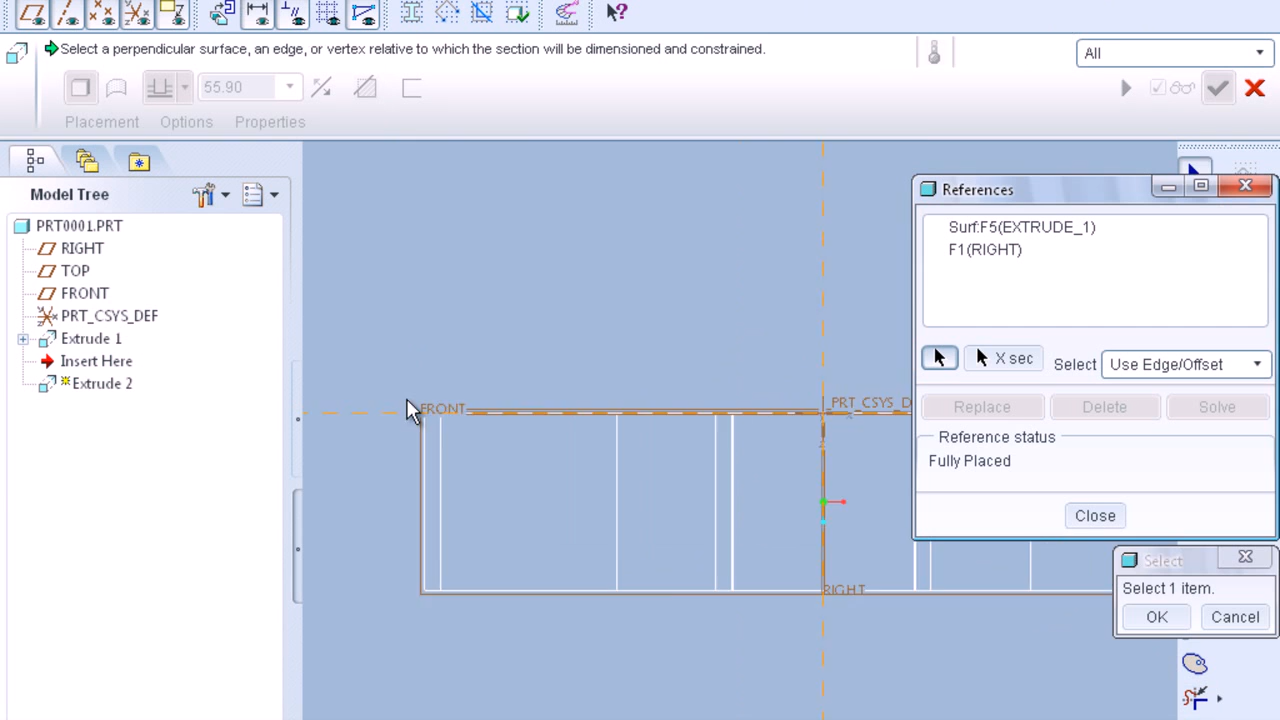 Select a perpendicular surface, an edge, or vertex relative to which the section will be dimensioned and constrained.
All
55.90
Placement Options Properties
Model Tree
PRT0001.PRT
RIGHT
TOP
FRONT
PRT_CSYS_DEF
Extrude 1
Insert Here
Extrude 2
FRONT
PRT_CSYS_D
RIGHT
References
Surf:F5(EXTRUDE_1)
F1(RIGHT)
X sec Select Use Edge/Offset
Replace Delete Solve
Reference status
Fully Placed
Close
Select
Select 1 item.
OK Cancel